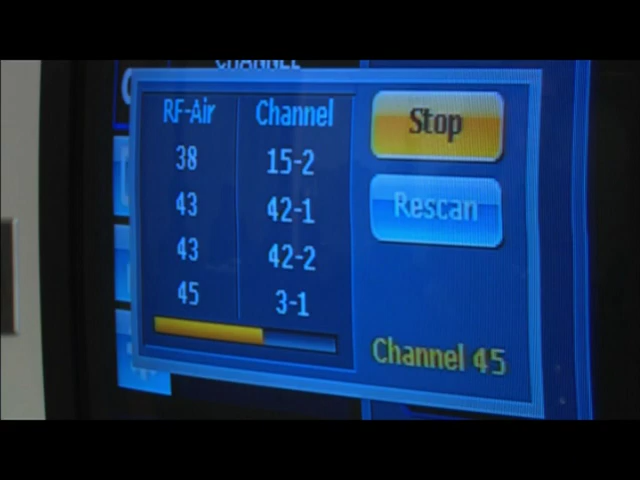 CHANNEL
RF-Air Channel
38 15-2
43 42-1
43 42-2
45 3-1
Stop
Rescan
Channel 45